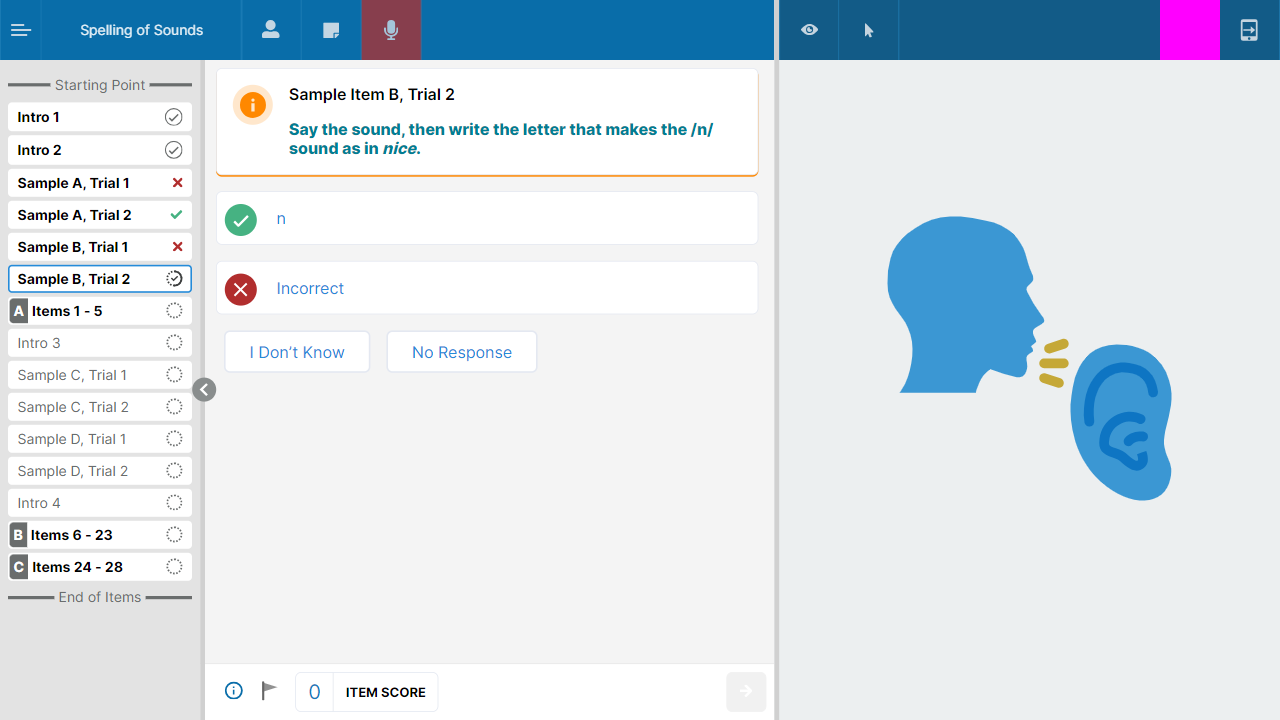 Spelling of Sounds
Starting Point
Intro 1
Intro 2
Sample A, Trial 1
Sample A, Trial 2
Sample B, Trial 1
Sample B, Trial 2
A Items 1 - 5
Intro 3
Sample C, Trial 1
Sample C, Trial 2
Sample D, Trial 1
Sample D, Trial 2
Intro 4
B Items 6 - 23
C Items 24 - 28
End of Items
Sample Item B, Trial 2
Say the sound, then write the letter that makes the /n/
sound as in nice.
n
Incorrect
I Don’t Know
No Response
0 ITEM SCORE